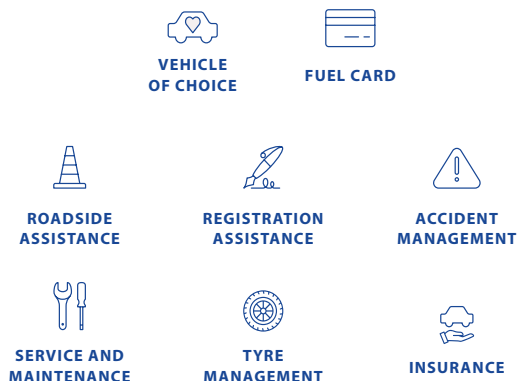 VEHICLE
OF CHOICE
FUEL CARD
ROADSIDE
ASSISTANCE
REGISTRATION
ASSISTANCE
ACCIDENT
MANAGEMENT
SERVICE AND
MAINTENANCE
TYRE
MANAGEMENT
INSURANCE